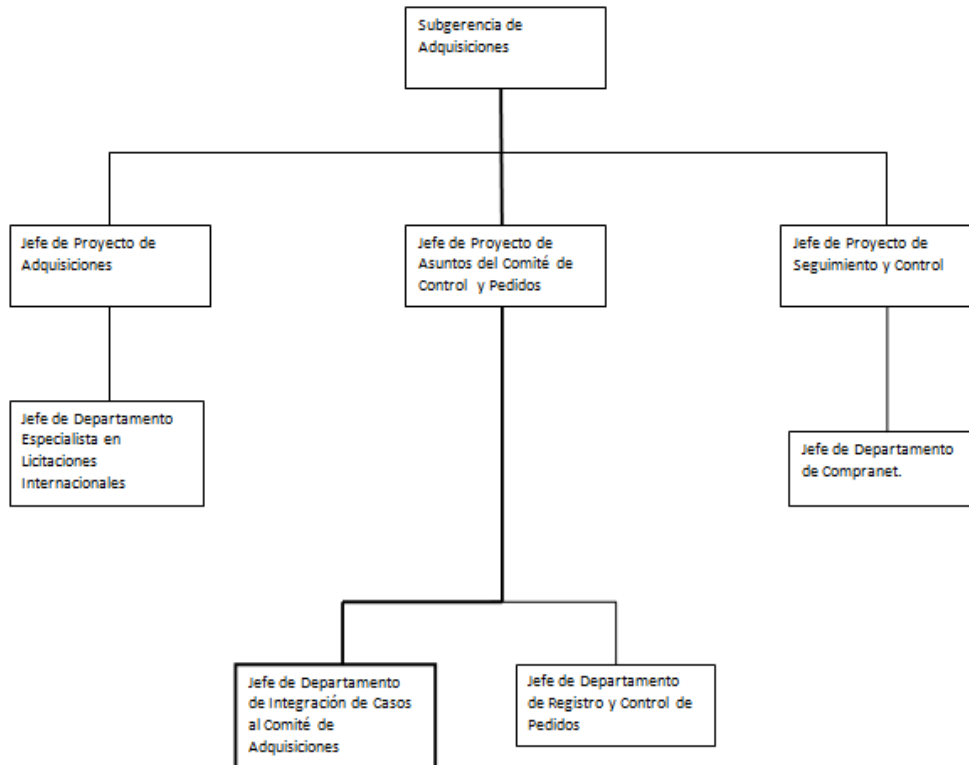 Subgerencia de
Adquisiciones
Jefe de Proyecto de
Adquisiciones
Jefe de Proyecto de
Asuntos del Comité de
Control y Pedidos
Jefe de Proyecto de
Seguimiento y Control
Jefe de Departamento
Especialista en
Licitaciones
Internacionales
Jefe de Departamento
de Compranet.
Jefe de Departamento
de Integración de Casos
al Comité de
Adquisiciones
Jefe de Departamento
de Registro y Control de
Pedidos